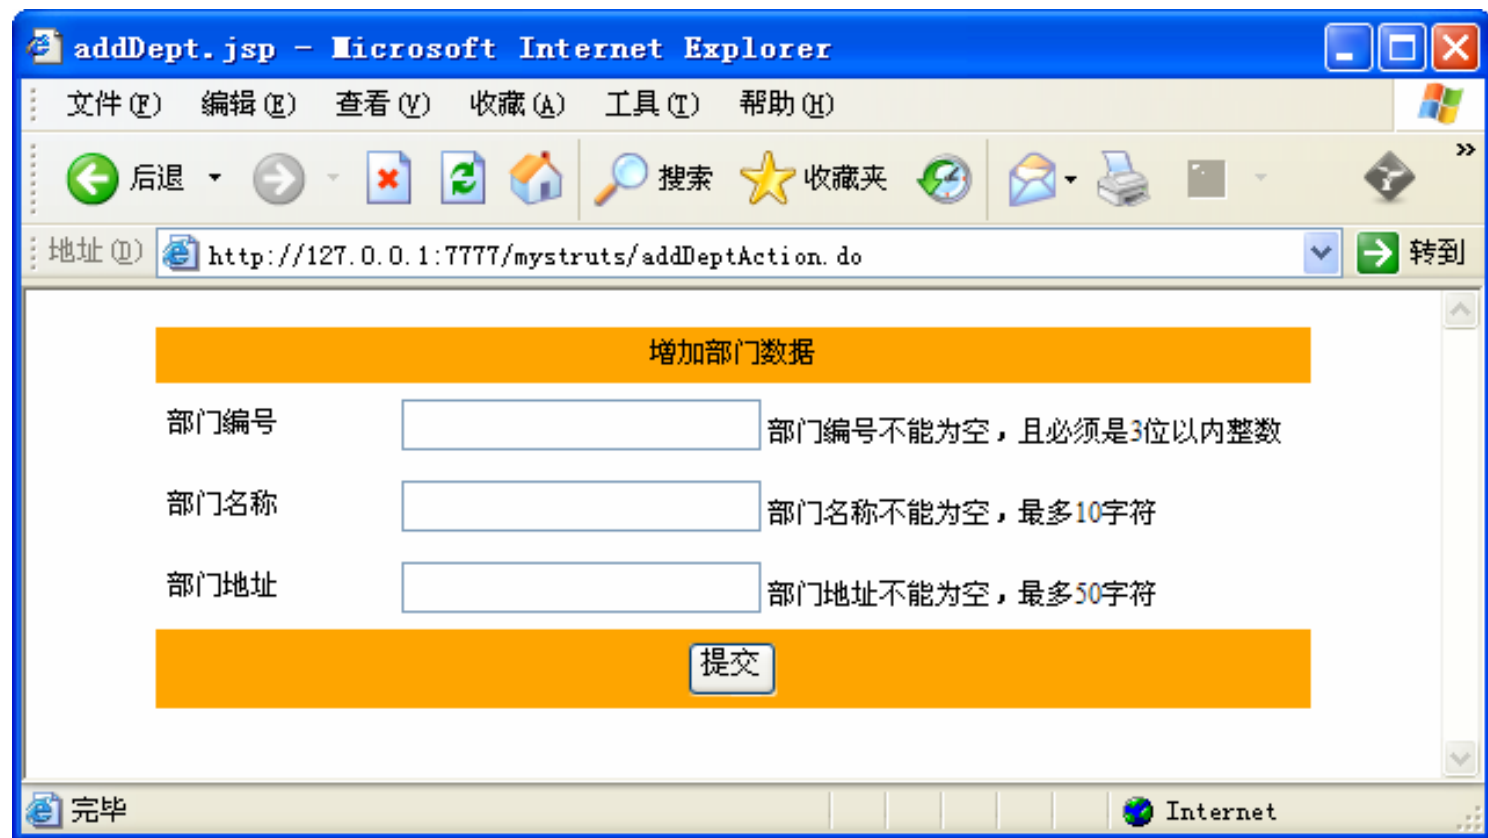 addDept.jsp - Microsoft Internet Explorer
文件(F) 编辑(E) 查看(V) 收藏(A) 工具(T) 帮助(H)
后退 搜索 收藏夹 »
地址(D) http://127.0.0.1:7777/mystruts/addDeptAction.do 转到
增加部门数据
部门编号 部门编号不能为空，且必须是3位以内整数
部门名称 部门名称不能为空，最多10字符
部门地址 部门地址不能为空，最多50字符
提交
完毕 Internet